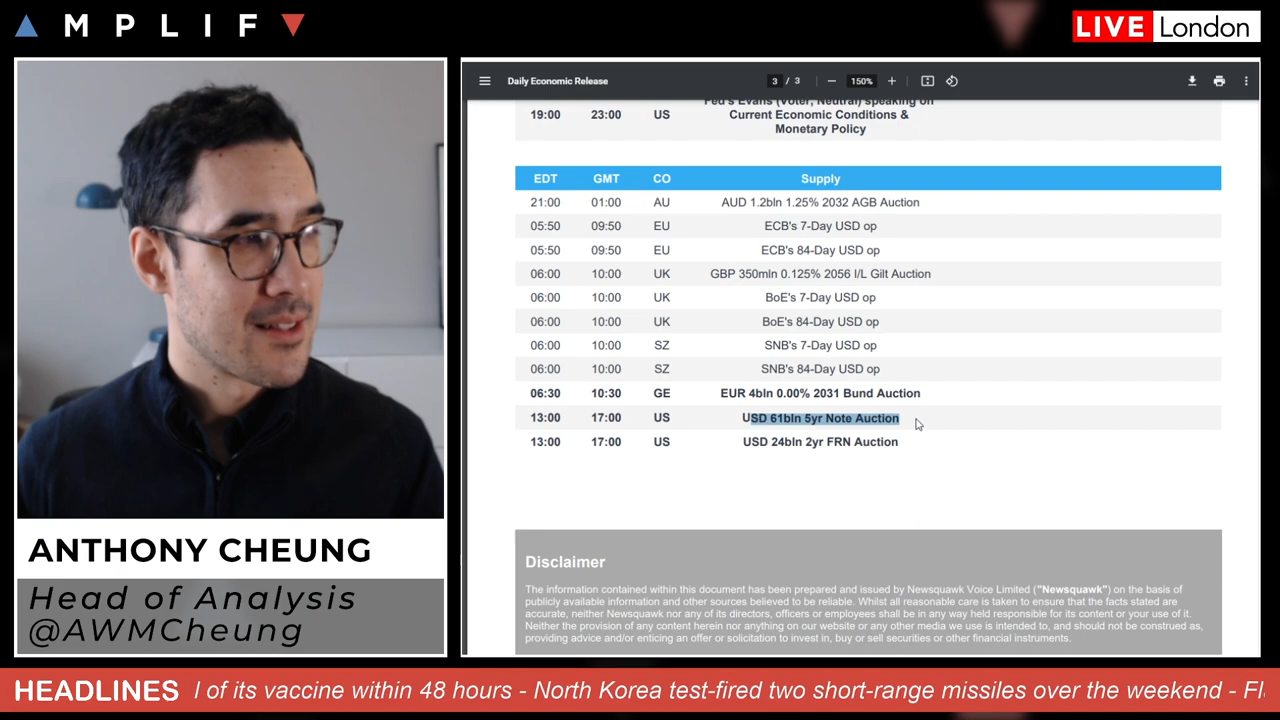 MPLIF
LIVE London
Daily Economic Release
3 / 3
150%
19:00 23:00 US Fed's Evans (Voter, Neutral) speaking on
Current Economic Conditions &
Monetary Policy
EDT GMT CO Supply
21:00 01:00 AU AUD 1.2bln 1.25% 2032 AGB Auction
05:50 09:50 EU ECB's 7-Day USD op
05:50 09:50 EU ECB's 84-Day USD op
06:00 10:00 UK GBP 350mln 0.125% 2056 I/L Gilt Auction
06:00 10:00 UK BoE's 7-Day USD op
06:00 10:00 UK BoE's 84-Day USD op
06:00 10:00 SZ SNB's 7-Day USD op
06:00 10:00 SZ SNB's 84-Day USD op
06:30 10:30 GE EUR 4bln 0.00% 2031 Bund Auction
13:00 17:00 US USD 61bln 5yr Note Auction
13:00 17:00 US USD 24bln 2yr FRN Auction
Disclaimer
The information contained within this document has been prepared and issued by Newsquawk Voice Limited ("Newsquawk") on the basis of
publicly available information and other sources believed to be reliable. Whilst all reasonable care is taken to ensure that the facts stated are
accurate, neither Newsquawk nor any of its directors, officers or employees shall be in any way held responsible for its content or your use of it.
Neither the provision of any content herein nor anything on our website or any other media we use is intended to, and should not be construed as,
providing advice and/or enticing an offer or solicitation to invest in, buy or sell securities or other financial instruments.
ANTHONY CHEUNG
Head of Analysis
@AWMCheung
HEADLINES l of its vaccine within 48 hours - North Korea test-fired two short-range missiles over the weekend -